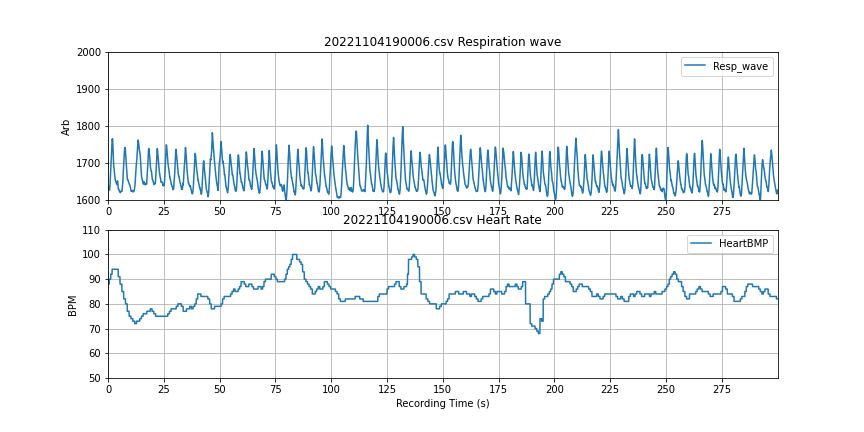 20221104190006.csv Respiration wave
2000
1900
1800
1700
1600
Arb
Resp_wave
0 25 50 75 100 125 150 175 200 225 250 275
20221104190006.csv Heart Rate
110
100
90
80
70
60
50
BPM
HeartBMP
0 25 50 75 100 125 150 175 200 225 250 275
Recording Time (s)